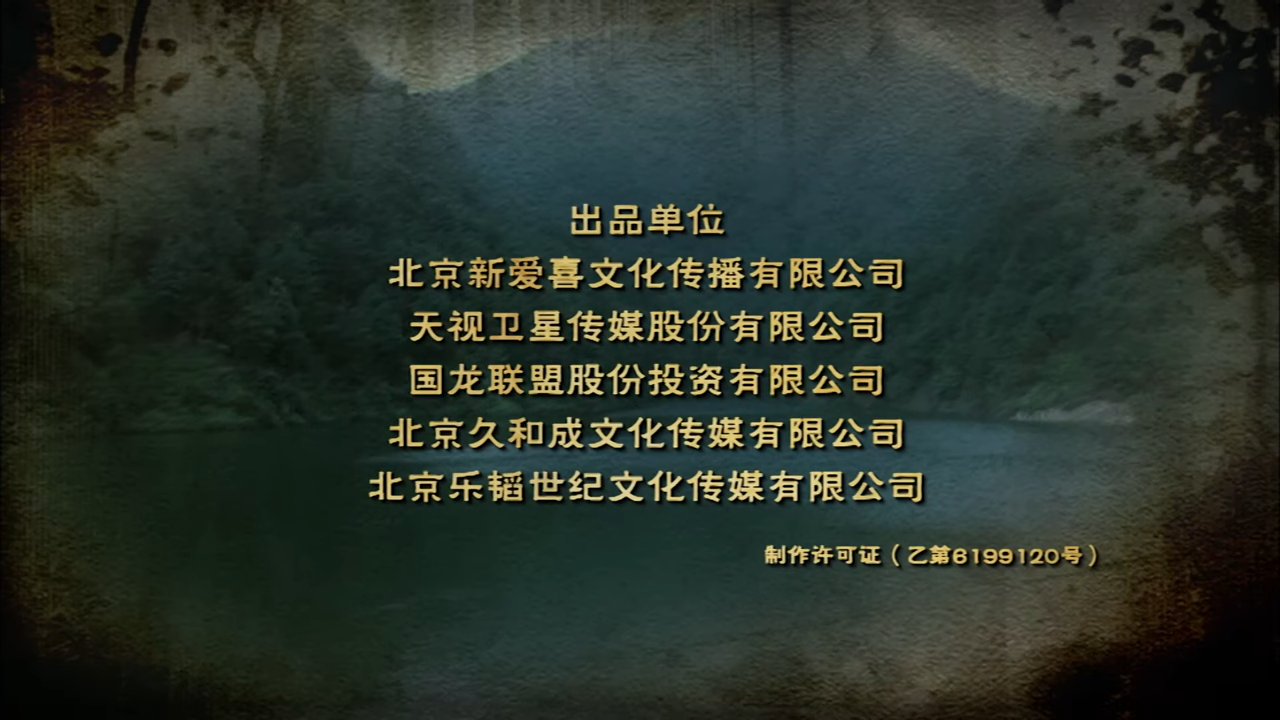 出品单位
北京新爱喜文化传播有限公司
天视卫星传媒股份有限公司
国龙联盟股份投资有限公司
北京久和成文化传媒有限公司
北京乐韬世纪文化传媒有限公司
制作许可证（乙第6199120号）